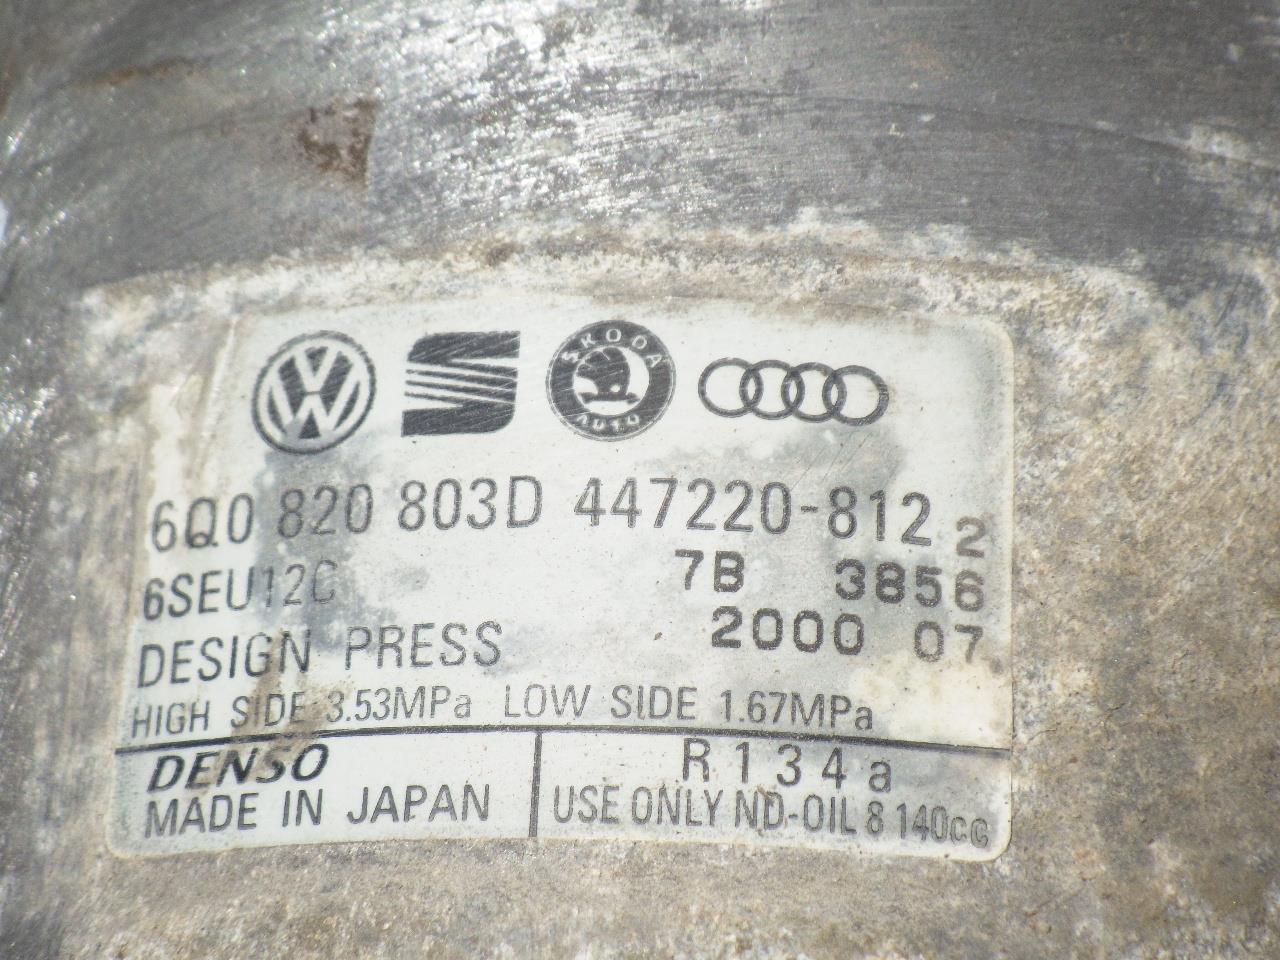 SKODA
AUTO
6Q0 820 803D 447220-812 2
6SEU12C 7B 3856
DESIGN PRESS 2000 07
HIGH SIDE 3.53MPa LOW SIDE 1.67MPa
DENSO R134a
MADE IN JAPAN USE ONLY ND-OIL 8 140cc